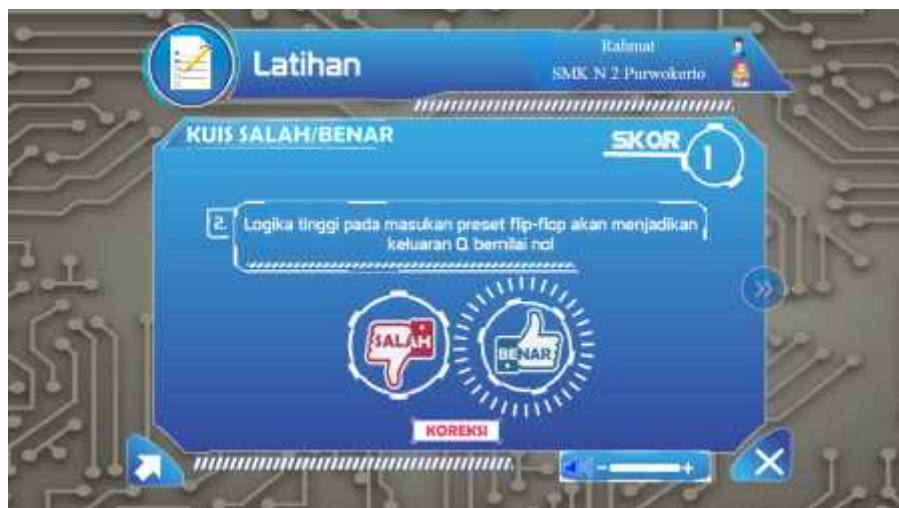 Latihan
Rahmat
SMK N 2 Purwokerto
KUIS SALAH/BENAR
SKOR
1
2.
Logika tinggi pada masukan preset flip-flop akan menjadikan
keluaran Q bernilai nol
SALAH
BENAR
KOREKSI